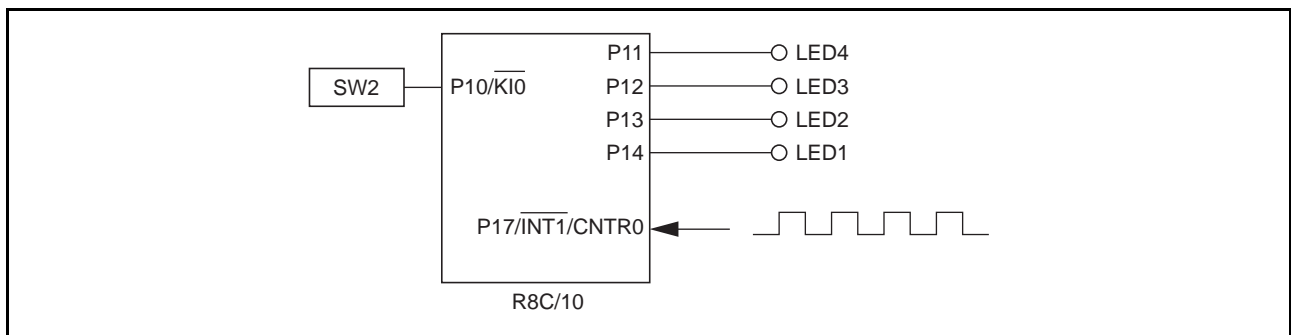 P11 LED4
SW2 P10/KI0 P12 LED3
P13 LED2
P14 LED1
P17/INT1/CNTR0
R8C/10